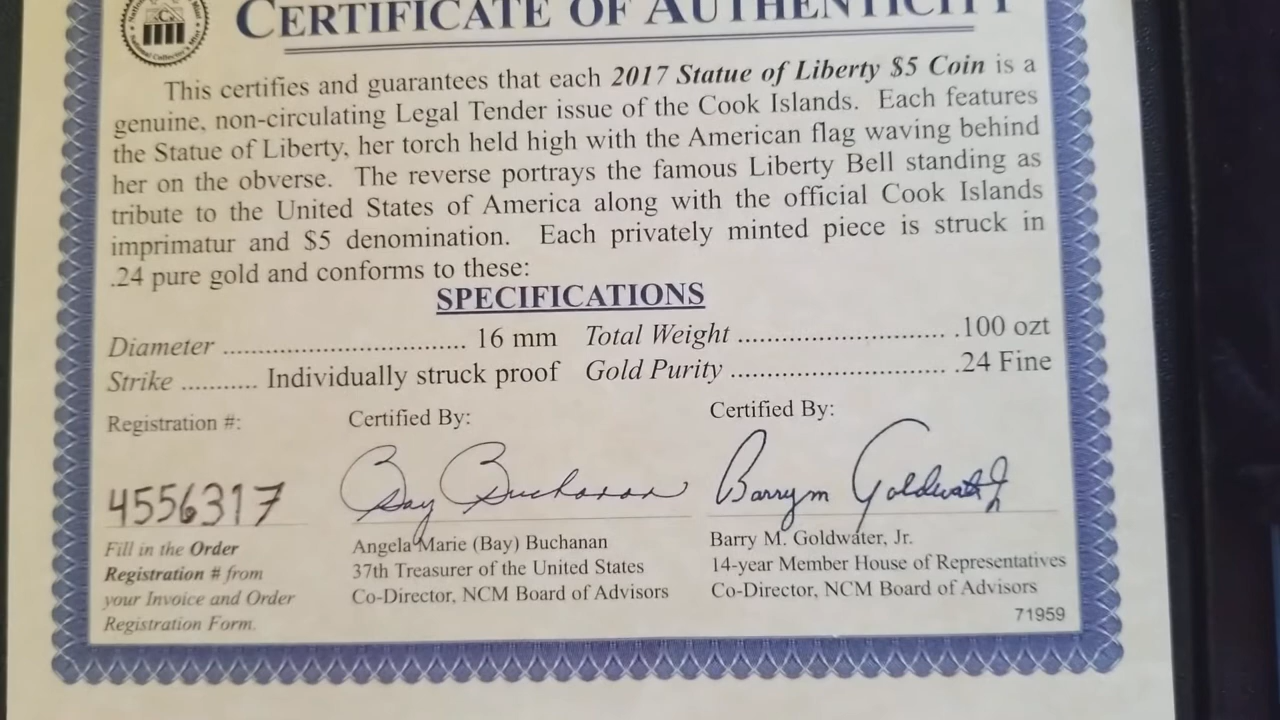 CERTIFICATE OF AUTHENTICITY
This certifies and guarantees that each 2017 Statue of Liberty $5 Coin is a
genuine, non-circulating Legal Tender issue of the Cook Islands. Each features
the Statue of Liberty, her torch held high with the American flag waving behind
her on the obverse. The reverse portrays the famous Liberty Bell standing as
tribute to the United States of America along with the official Cook Islands
imprimatur and $5 denomination. Each privately minted piece is struck in
.24 pure gold and conforms to these:
SPECIFICATIONS
Diameter .................................. 16 mm Total Weight ............................. .100 ozt
Strike ........... Individually struck proof Gold Purity .............................. .24 Fine
Registration #: Certified By: Certified By:
4556317 Bay Buchanan Barry m Goldwater Jr
Fill in the Order
Registration # from
your Invoice and Order
Registration Form.
Angela Marie (Bay) Buchanan
37th Treasurer of the United States
Co-Director, NCM Board of Advisors
Barry M. Goldwater, Jr.
14-year Member House of Representatives
Co-Director, NCM Board of Advisors
71959